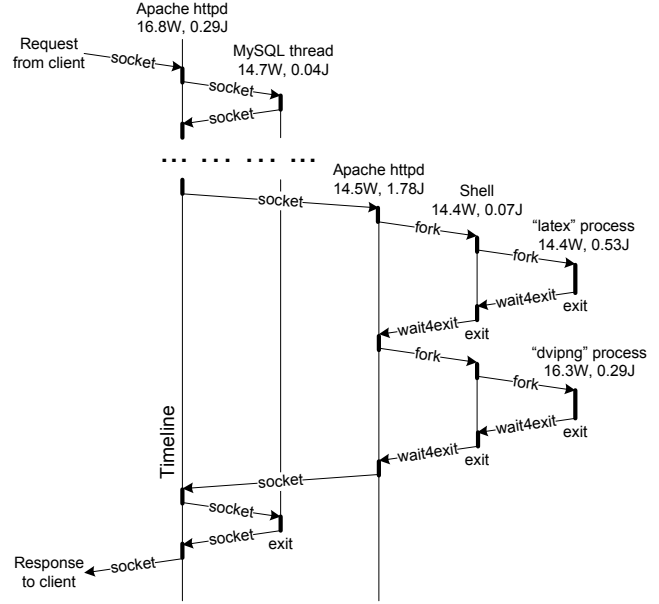 Apache httpd
16.8W, 0.29J
Request
from client
socket
MySQL thread
14.7W, 0.04J
socket
socket
... ... ... ...
Apache httpd
14.5W, 1.78J
socket
Shell
14.4W, 0.07J
fork
"latex" process
14.4W, 0.53J
fork
wait4exit
exit
wait4exit
exit
fork
"dvipng" process
16.3W, 0.29J
fork
wait4exit
exit
wait4exit
exit
Timeline
socket
socket
socket
exit
Response
to client
socket